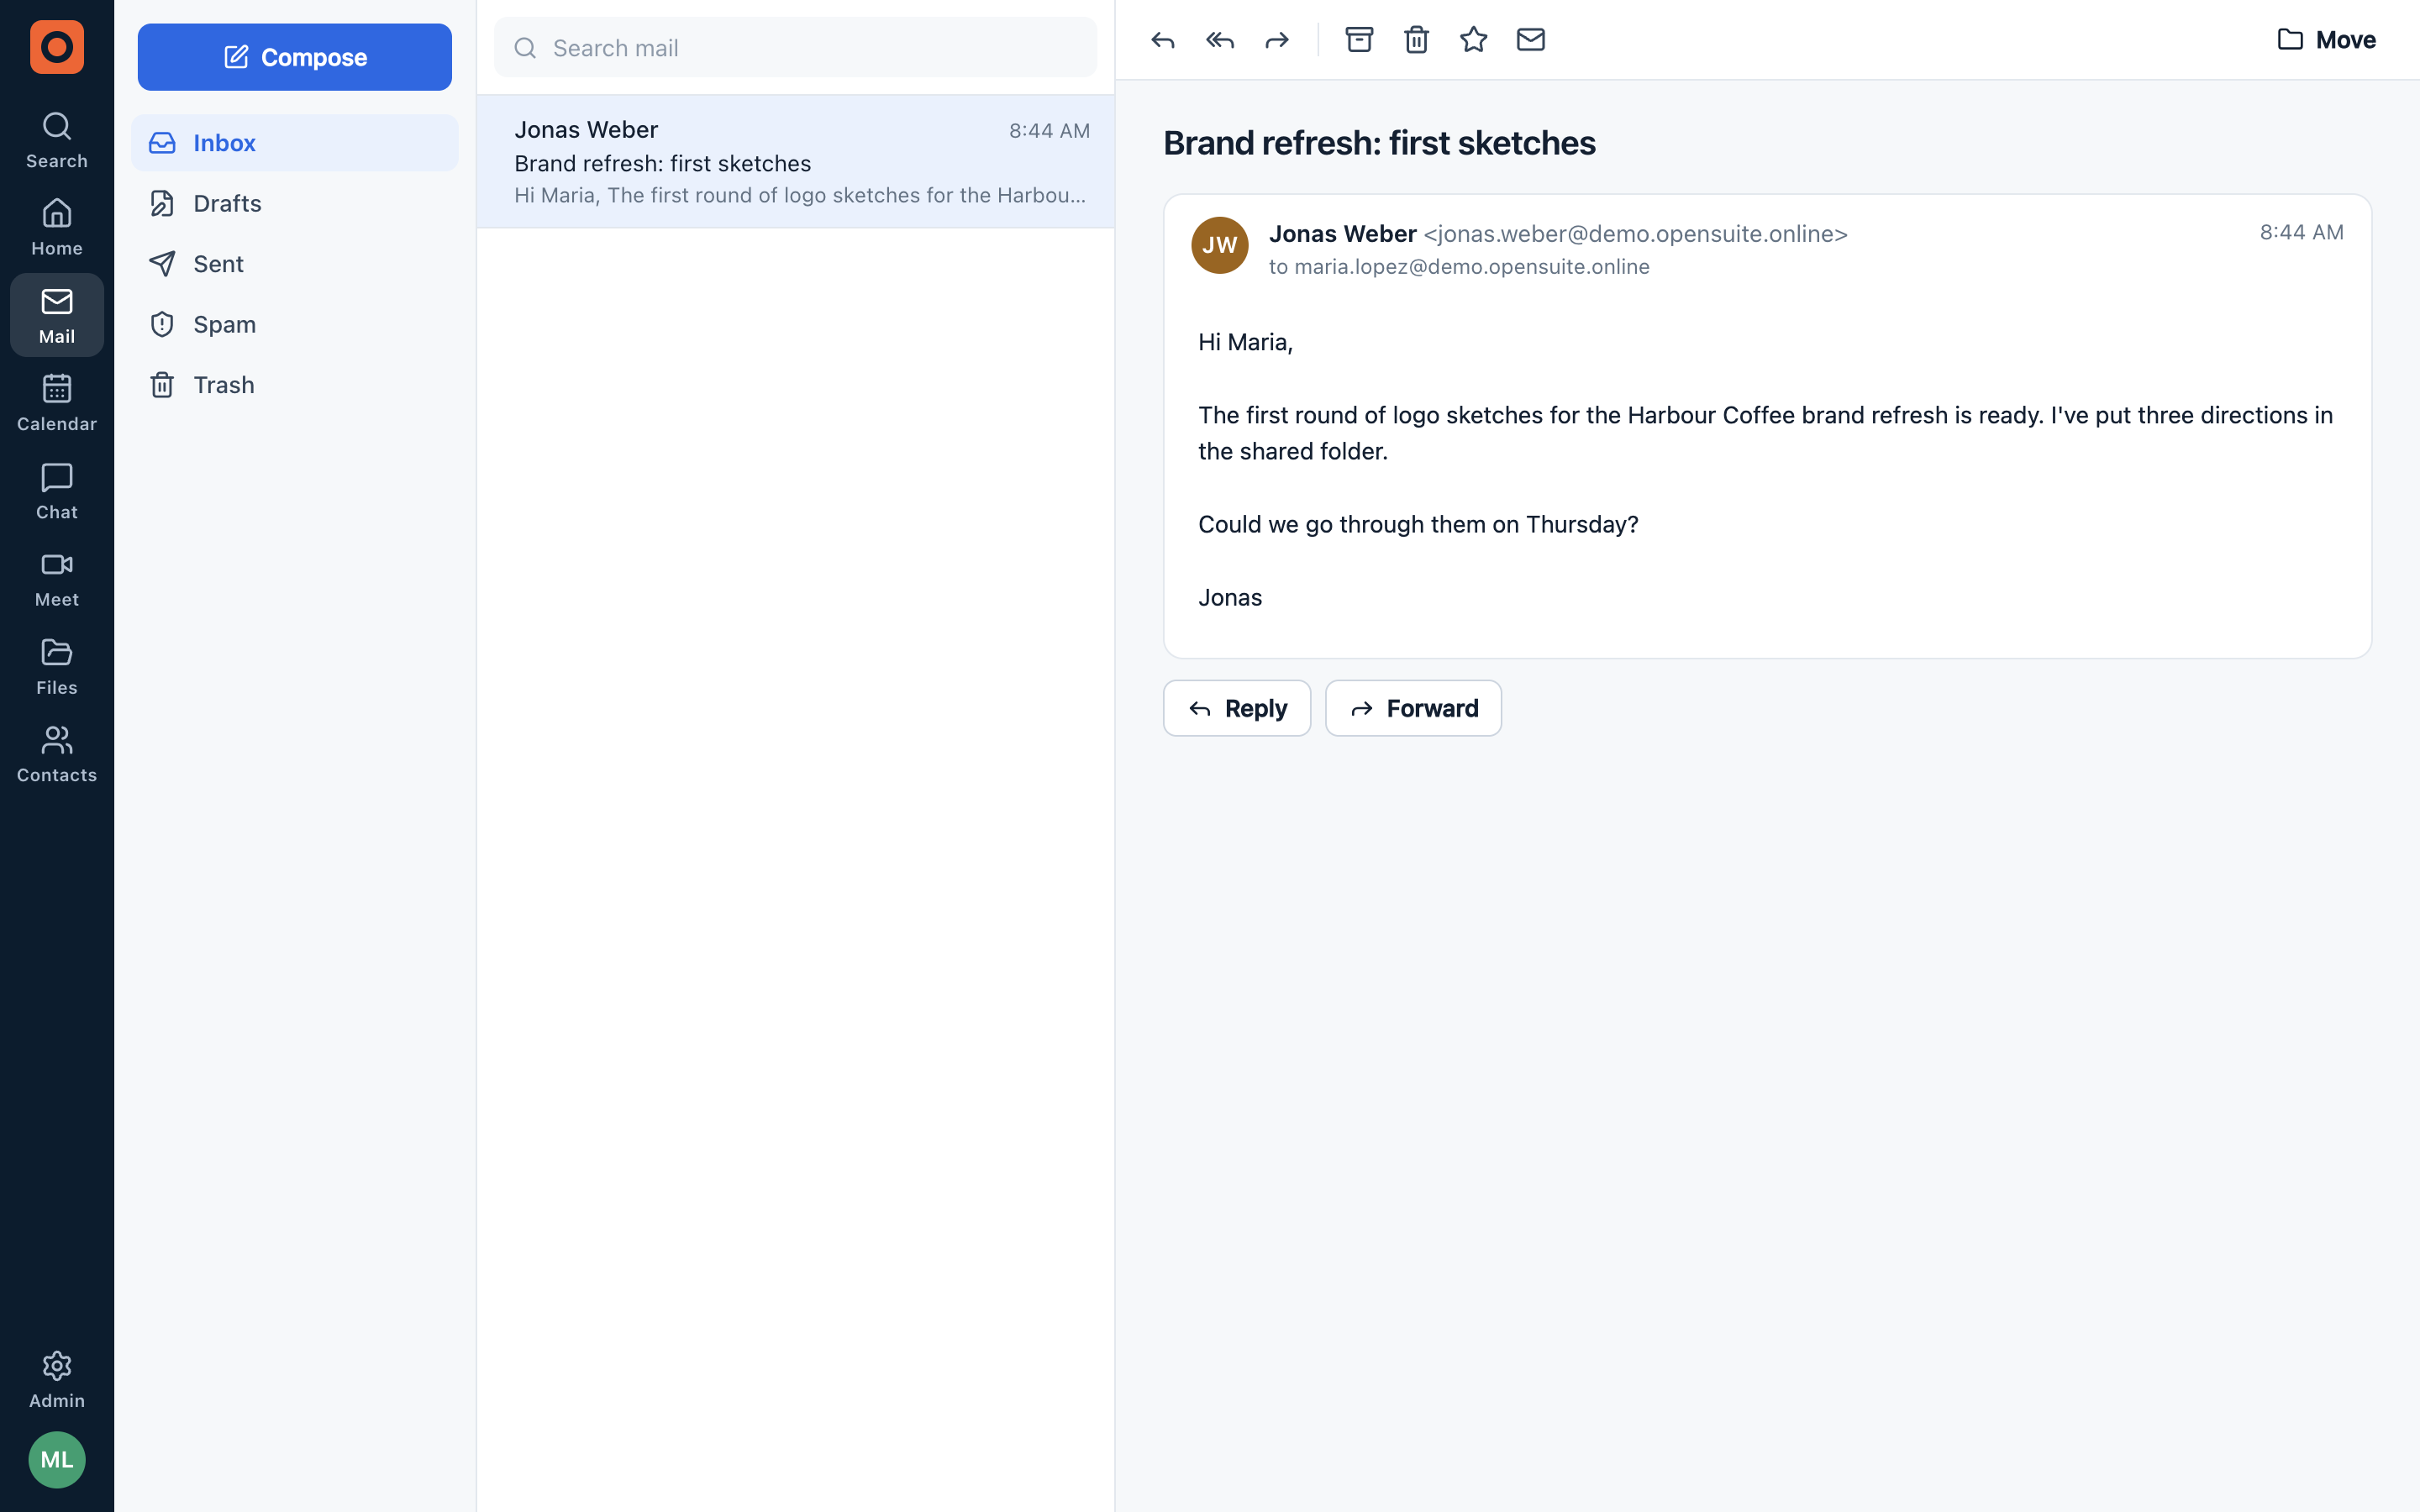 Search
Home
Mail
Calendar
Chat
Meet
Files
Contacts
Admin
ML
Compose
Inbox
Drafts
Sent
Spam
Trash
Search mail
Jonas Weber 8:44 AM
Brand refresh: first sketches
Hi Maria, The first round of logo sketches for the Harbou...
Move
Brand refresh: first sketches
JW
Jonas Weber <jonas.weber@demo.opensuite.online> 8:44 AM
to maria.lopez@demo.opensuite.online
Hi Maria,
The first round of logo sketches for the Harbour Coffee brand refresh is ready. I've put three directions in
the shared folder.
Could we go through them on Thursday?
Jonas
Reply
Forward